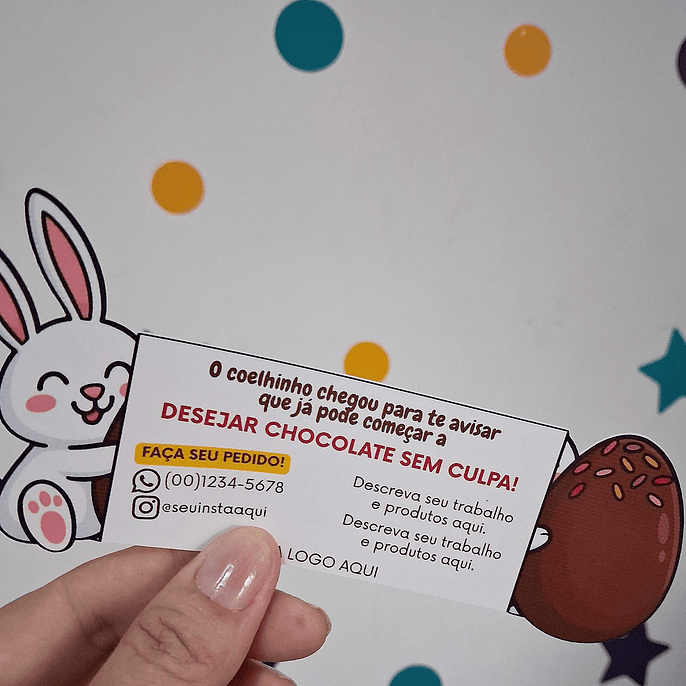 O coelhinho chegou para te avisar
que já pode começar a
DESEJAR CHOCOLATE SEM CULPA!
FAÇA SEU PEDIDO!
(00)1234-5678
@seuinstaaqui
Descreva seu trabalho
e produtos aqui.
Descreva seu trabalho
e produtos aqui.
LOGO AQUI